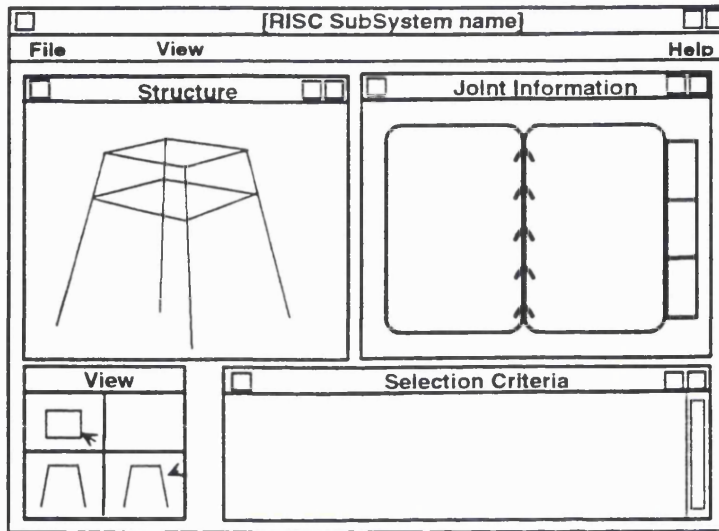 [RISC SubSystem name]
File View Help
Structure
Joint Information
View
Selection Criteria